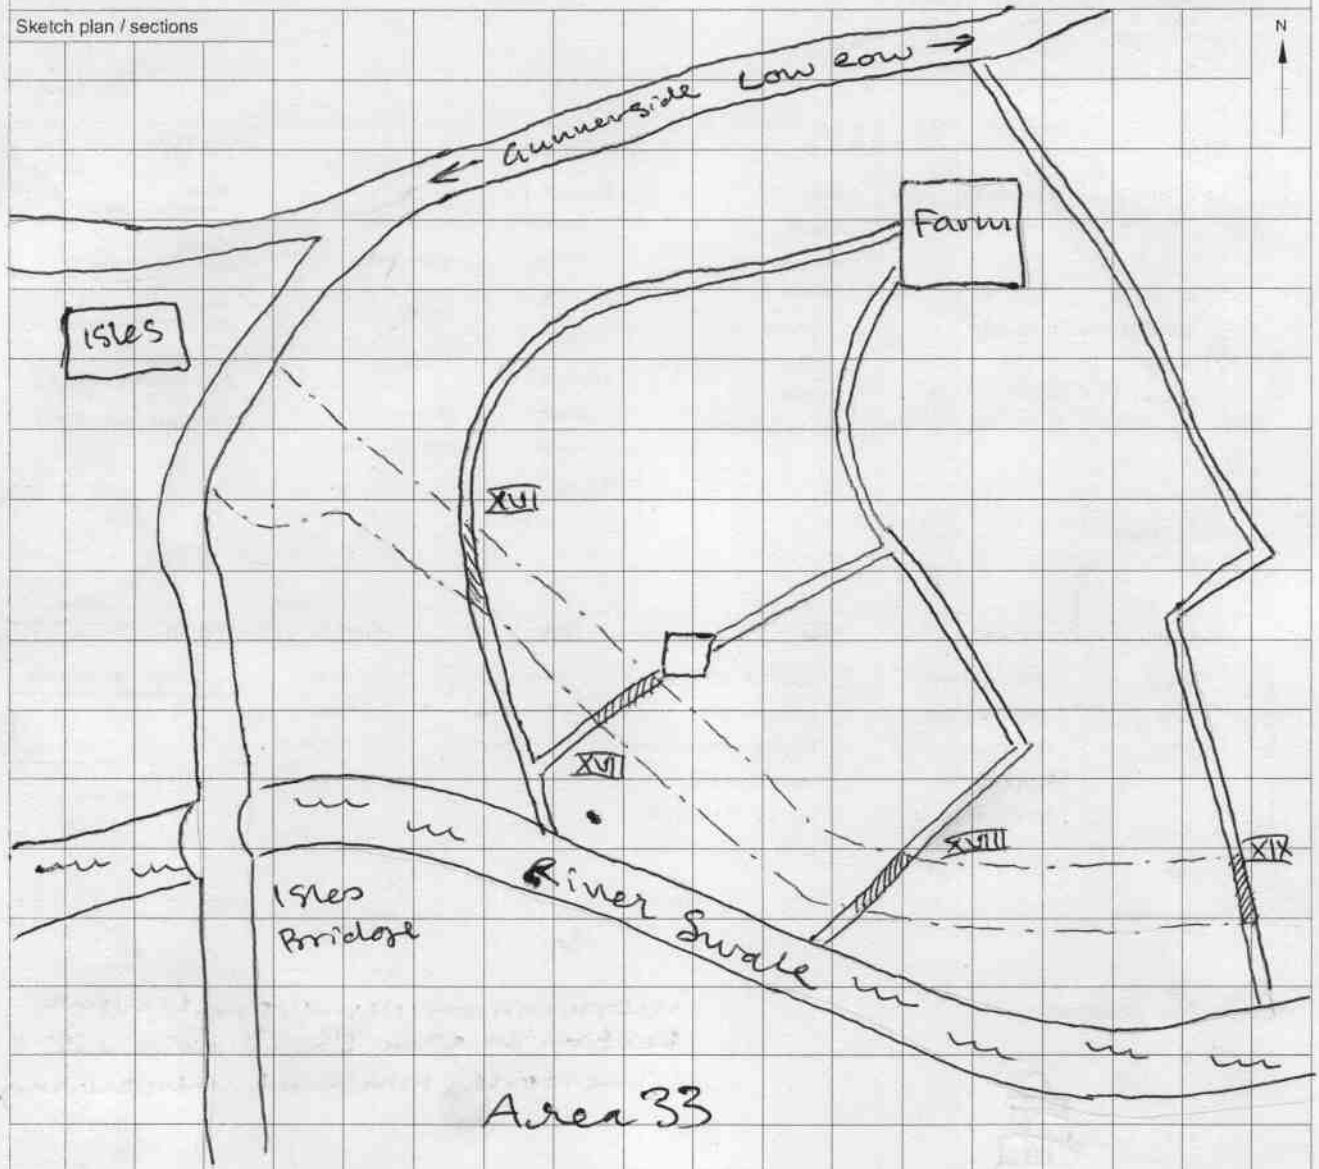 Sketch plan / sections
N
← Gunnerside Low Row →
Farm
Isles
XVI
XVII
XVIII
XIX
River Swale
Isles
Bridge
Area 33